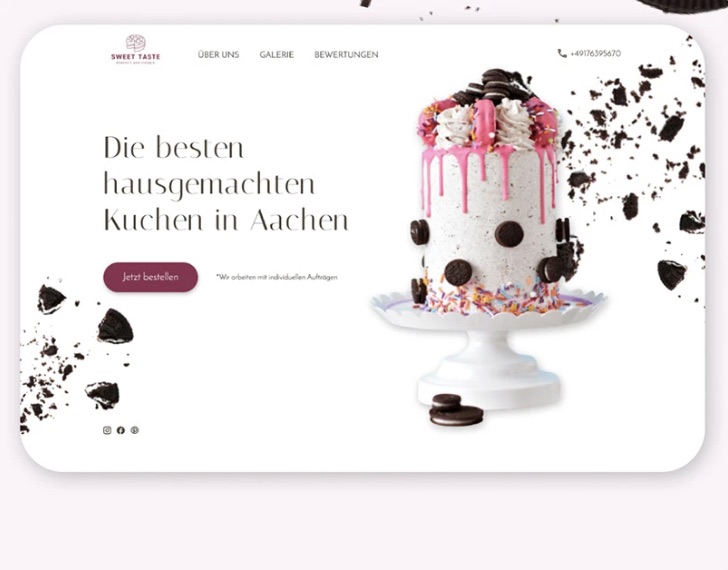 SWEET TASTE
ÜBER UNS
GALERIE
BEWERTUNGEN
+49176395670
Die besten
hausgemachten
Kuchen in Aachen
Jetzt bestellen
*Wir arbeiten mit individuellen Aufträgen